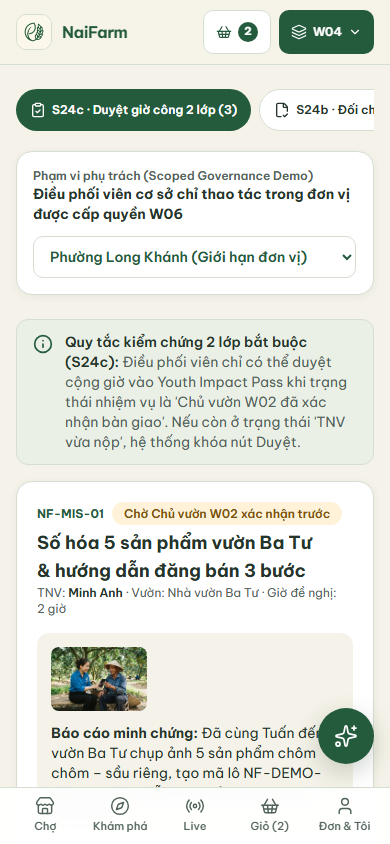 NaiFarm
2
W04
S24c · Duyệt giờ công 2 lớp (3)
S24b · Đối ch
Phạm vi phụ trách (Scoped Governance Demo)
Điều phối viên cơ sở chỉ thao tác trong đơn vị
được cấp quyền W06
Phường Long Khánh (Giới hạn đơn vị)
Quy tắc kiểm chứng 2 lớp bắt buộc
(S24c): Điều phối viên chỉ có thể duyệt
cộng giờ vào Youth Impact Pass khi trạng
thái nhiệm vụ là 'Chủ vườn W02 đã xác
nhận bàn giao'. Nếu còn ở trạng thái 'TNV
vừa nộp', hệ thống khóa nút Duyệt.
NF-MIS-01
Chờ Chủ vườn W02 xác nhận trước
Số hóa 5 sản phẩm vườn Ba Tư
& hướng dẫn đăng bán 3 bước
TNV: Minh Anh · Vườn: Nhà vườn Ba Tư · Giờ đề nghị:
2 giờ
Báo cáo minh chứng: Đã cùng Tuấn đến
vườn Ba Tư chụp ảnh 5 sản phẩm chôm
chôm – sầu riêng, tạo mã lô NF-DEMO-
Chợ
Khám phá
Live
Giỏ (2)
Đơn & Tôi